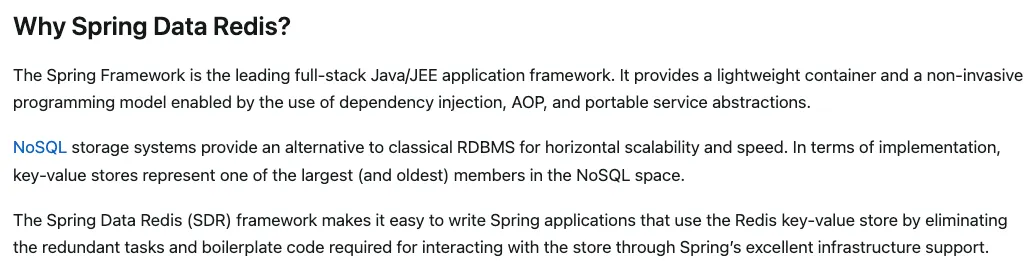 Why Spring Data Redis?
The Spring Framework is the leading full-stack Java/JEE application framework. It provides a lightweight container and a non-invasive
programming model enabled by the use of dependency injection, AOP, and portable service abstractions.
NoSQL storage systems provide an alternative to classical RDBMS for horizontal scalability and speed. In terms of implementation,
key-value stores represent one of the largest (and oldest) members in the NoSQL space.
The Spring Data Redis (SDR) framework makes it easy to write Spring applications that use the Redis key-value store by eliminating
the redundant tasks and boilerplate code required for interacting with the store through Spring’s excellent infrastructure support.